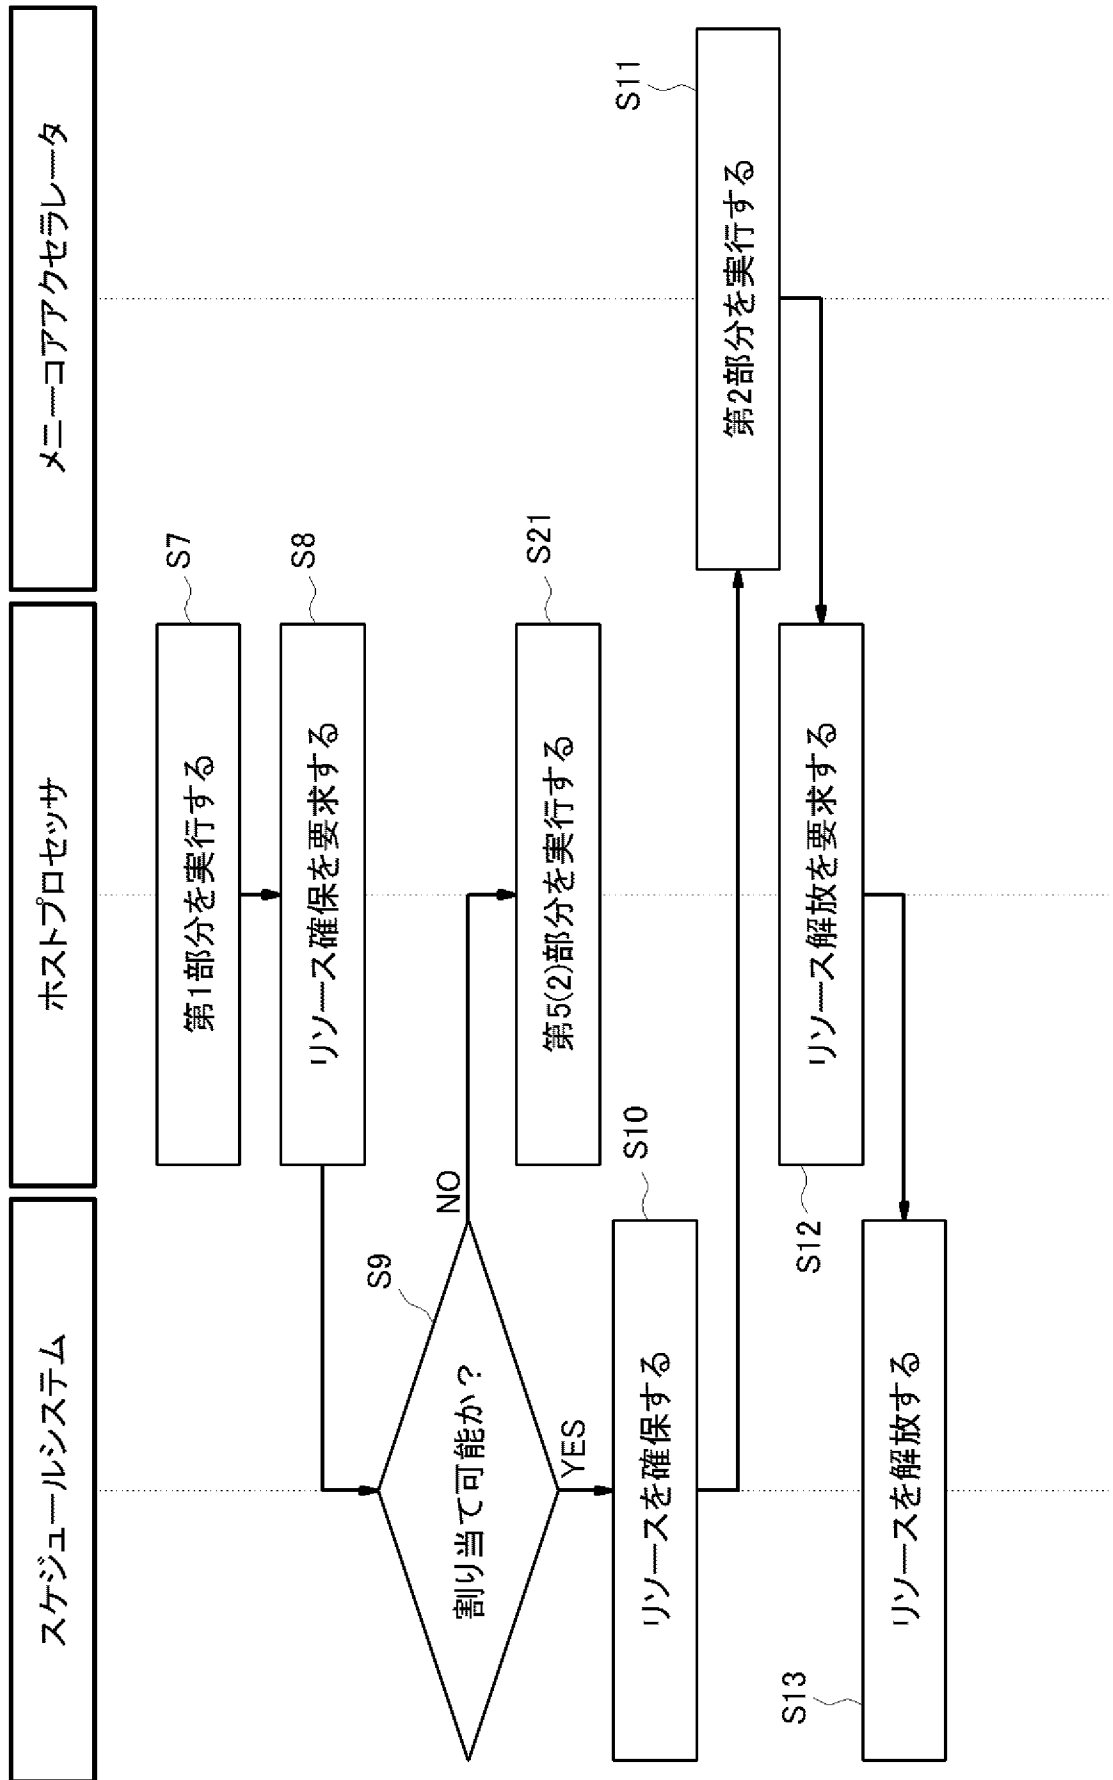 スケジュールシステム
ホストプロセッサ
メニーコアアクセラレータ
第1部分を実行する
S7
リソース確保を要求する
S8
割り当て可能か?
S9
NO
YES
第5(2)部分を実行する
S21
リソースを確保する
S10
第2部分を実行する
S11
リソース解放を要求する
S12
リソースを解放する
S13